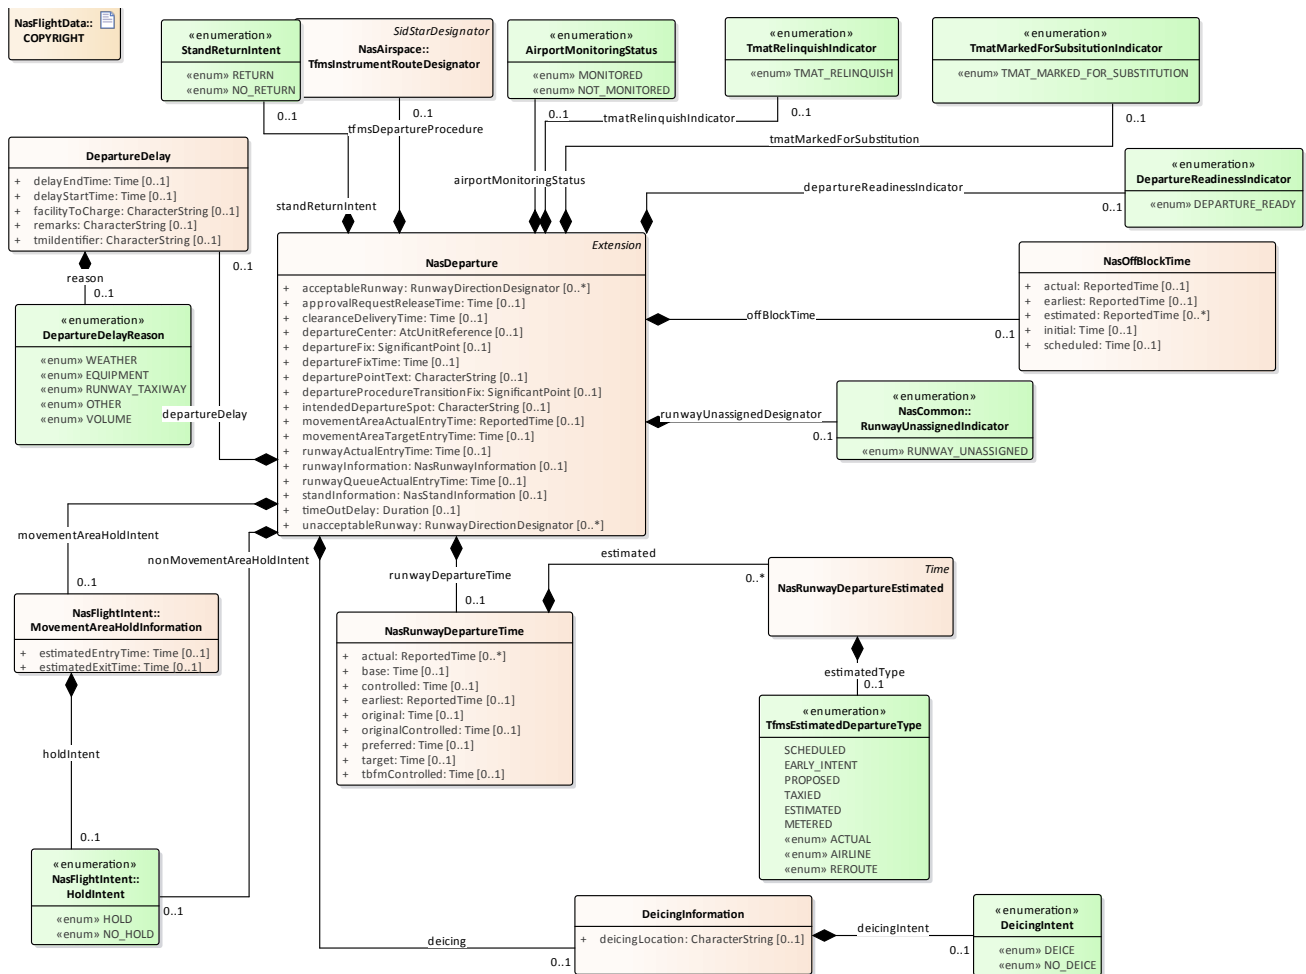 NasFlightData::
COPYRIGHT
«enumeration»
StandReturnIntent
«enum» RETURN
«enum» NO_RETURN
0..1
SidStarDesignator
NasAirspace::
TfmsInstrumentRouteDesignator
0..1
tfmsDepartureProcedure
«enumeration»
AirportMonitoringStatus
«enum» MONITORED
«enum» NOT_MONITORED
0..1
«enumeration»
TmatRelinquishIndicator
«enum» TMAT_RELINQUISH
0..1
tmatRelinquishIndicator
«enumeration»
TmatMarkedForSubsitutionIndicator
«enum» TMAT_MARKED_FOR_SUBSTITUTION
0..1
tmatMarkedForSubstitution
DepartureDelay
+ delayEndTime: Time [0..1]
+ delayStartTime: Time [0..1]
+ facilityToCharge: CharacterString [0..1]
+ remarks: CharacterString [0..1]
+ tmiIdentifier: CharacterString [0..1]
0..1
reason
0..1
airportMonitoringStatus
standReturnIntent
departureReadinessIndicator
0..1
«enumeration»
DepartureReadinessIndicator
«enum» DEPARTURE_READY
«enumeration»
DepartureDelayReason
«enum» WEATHER
«enum» EQUIPMENT
«enum» RUNWAY_TAXIWAY
«enum» OTHER
«enum» VOLUME
departureDelay
Extension
NasDeparture
+ acceptableRunway: RunwayDirectionDesignator [0..*]
+ approvalRequestReleaseTime: Time [0..1]
+ clearanceDeliveryTime: Time [0..1]
+ departureCenter: AtcUnitReference [0..1]
+ departureFix: SignificantPoint [0..1]
+ departureFixTime: Time [0..1]
+ departurePointText: CharacterString [0..1]
+ departureProcedureTransitionFix: SignificantPoint [0..1]
+ intendedDepartureSpot: CharacterString [0..1]
+ movementAreaActualEntryTime: ReportedTime [0..1]
+ movementAreaTargetEntryTime: Time [0..1]
+ runwayActualEntryTime: Time [0..1]
+ runwayInformation: NasRunwayInformation [0..1]
+ runwayQueueActualEntryTime: Time [0..1]
+ standInformation: NasStandInformation [0..1]
+ timeOutDelay: Duration [0..1]
+ unacceptableRunway: RunwayDirectionDesignator [0..*]
offBlockTime
0..1
NasOffBlockTime
+ actual: ReportedTime [0..1]
+ earliest: ReportedTime [0..1]
+ estimated: ReportedTime [0..*]
+ initial: Time [0..1]
+ scheduled: Time [0..1]
runwayUnassignedDesignator
0..1
«enumeration»
NasCommon::
RunwayUnassignedIndicator
«enum» RUNWAY_UNASSIGNED
movementAreaHoldIntent
0..1
nonMovementAreaHoldIntent
NasFlightIntent::
MovementAreaHoldInformation
+ estimatedEntryTime: Time [0..1]
+ estimatedExitTime: Time [0..1]
holdIntent
0..1
«enumeration»
NasFlightIntent::
HoldIntent
«enum» HOLD
«enum» NO_HOLD
0..1
runwayDepartureTime
0..1
NasRunwayDepartureTime
+ actual: ReportedTime [0..*]
+ base: Time [0..1]
+ controlled: Time [0..1]
+ earliest: ReportedTime [0..1]
+ original: Time [0..1]
+ originalControlled: Time [0..1]
+ preferred: Time [0..1]
+ target: Time [0..1]
+ tbfmControlled: Time [0..1]
estimated
0..*
Time
NasRunwayDepartureEstimated
estimatedType
0..1
«enumeration»
TfmsEstimatedDepartureType
SCHEDULED
EARLY_INTENT
PROPOSED
TAXIED
ESTIMATED
METERED
«enum» ACTUAL
«enum» AIRLINE
«enum» REROUTE
deicing
0..1
DeicingInformation
+ deicingLocation: CharacterString [0..1]
deicingIntent
0..1
«enumeration»
DeicingIntent
«enum» DEICE
«enum» NO_DEICE